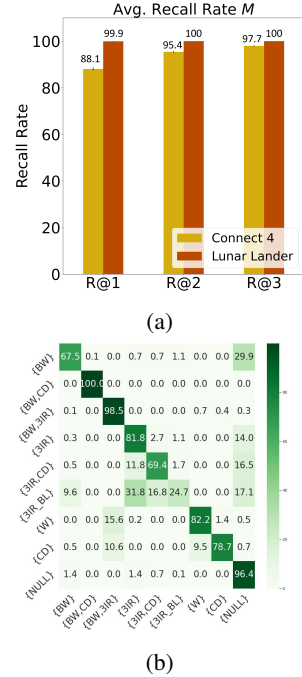 Avg. Recall Rate M
Recall Rate
100
80
60
40
20
0
88.1
99.9
95.4
100
97.7
100
Connect 4
Lunar Lander
R@1 R@2 R@3
(a)
{BW} 67.5 0.1 0.0 0.7 0.7 1.1 0.0 0.0 29.9
{BW,CD} 0.0 100.0 0.0 0.0 0.0 0.0 0.0 0.0 0.0
{BW,3IR} 0.1 0.0 98.5 0.0 0.0 0.0 0.7 0.4 0.3
{3IR} 0.3 0.0 0.0 81.8 2.7 1.1 0.0 0.0 14.0
{3IR,CD} 0.5 0.0 0.0 11.8 69.4 1.7 0.0 0.0 16.5
{3IR_BL} 9.6 0.0 0.0 31.8 16.8 24.7 0.0 0.0 17.1
{W} 0.0 0.0 15.6 0.2 0.0 0.0 82.2 1.4 0.5
{CD} 0.5 0.0 10.6 0.0 0.0 0.0 9.5 78.7 0.7
{NULL} 1.4 0.0 0.0 1.4 0.7 0.1 0.0 0.0 96.4
{BW} {BW,CD} {BW,3IR} {3IR} {3IR,CD} {3IR_BL} {W} {CD} {NULL}
(b)